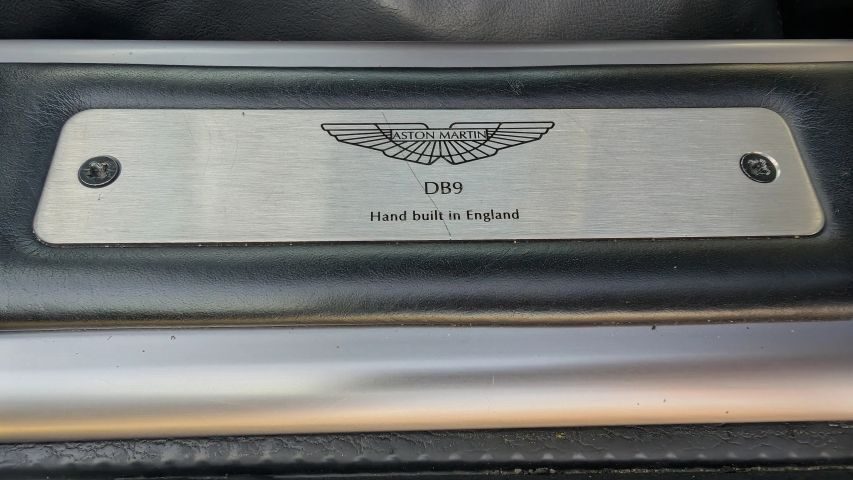 ASTON MARTIN
DB9
Hand built in England